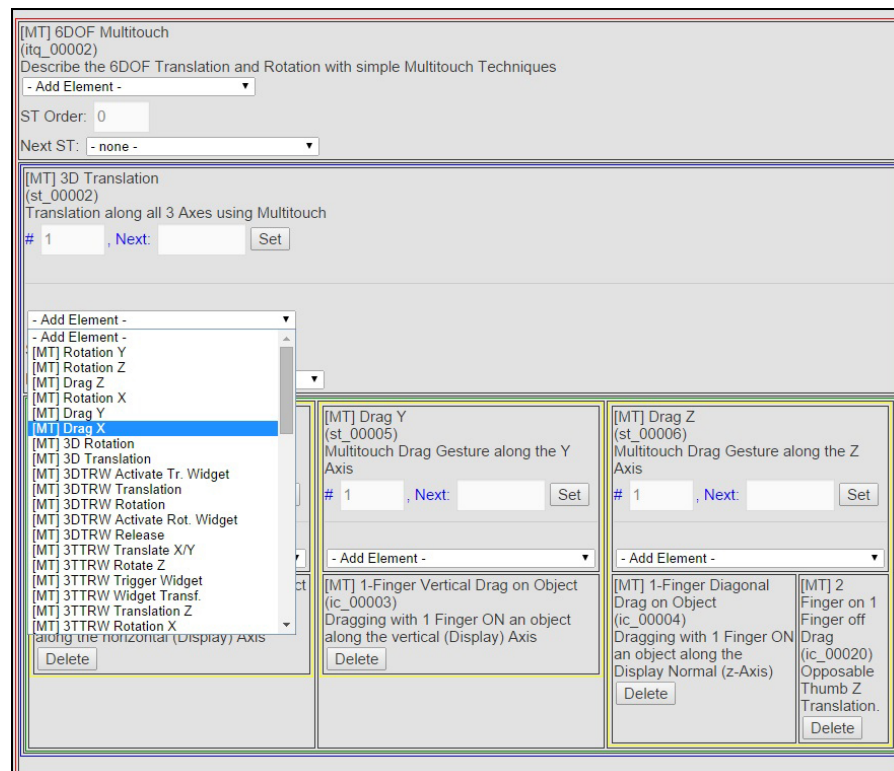 [MT] 6DOF Multitouch
(itq_00002)
Describe the 6DOF Translation and Rotation with simple Multitouch Techniques
- Add Element -
ST Order: 0
Next ST: - none -
[MT] 3D Translation
(st_00002)
Translation along all 3 Axes using Multitouch
# 1 , Next: Set
- Add Element -
- Add Element -
[MT] Rotation Y
[MT] Rotation Z
[MT] Drag Z
[MT] Rotation X
[MT] Drag Y
[MT] Drag X
[MT] 3D Rotation
[MT] 3D Translation
[MT] 3DTRW Activate Tr. Widget
[MT] 3DTRW Translation
[MT] 3DTRW Rotation
[MT] 3DTRW Activate Rot. Widget
[MT] 3DTRW Release
[MT] 3TTRW Translate X/Y
[MT] 3TTRW Rotate Z
[MT] 3TTRW Trigger Widget
[MT] 3TTRW Widget Transf.
[MT] 3TTRW Translation Z
[MT] 3TTRW Rotation X
along the horizontal (Display) Axis
Delete
[MT] Drag Y
(st_00005)
Multitouch Drag Gesture along the Y
Axis
# 1 , Next: Set
- Add Element -
[MT] 1-Finger Vertical Drag on Object
(ic_00003)
Dragging with 1 Finger ON an object
along the vertical (Display) Axis
Delete
[MT] Drag Z
(st_00006)
Multitouch Drag Gesture along the Z
Axis
# 1 , Next: Set
- Add Element -
[MT] 1-Finger Diagonal
Drag on Object
(ic_00004)
Dragging with 1 Finger ON
an object along the
Display Normal (z-Axis)
Delete
[MT] 2
Finger on 1
Finger off
Drag
(ic_00020)
Opposable
Thumb Z
Translation.
Delete